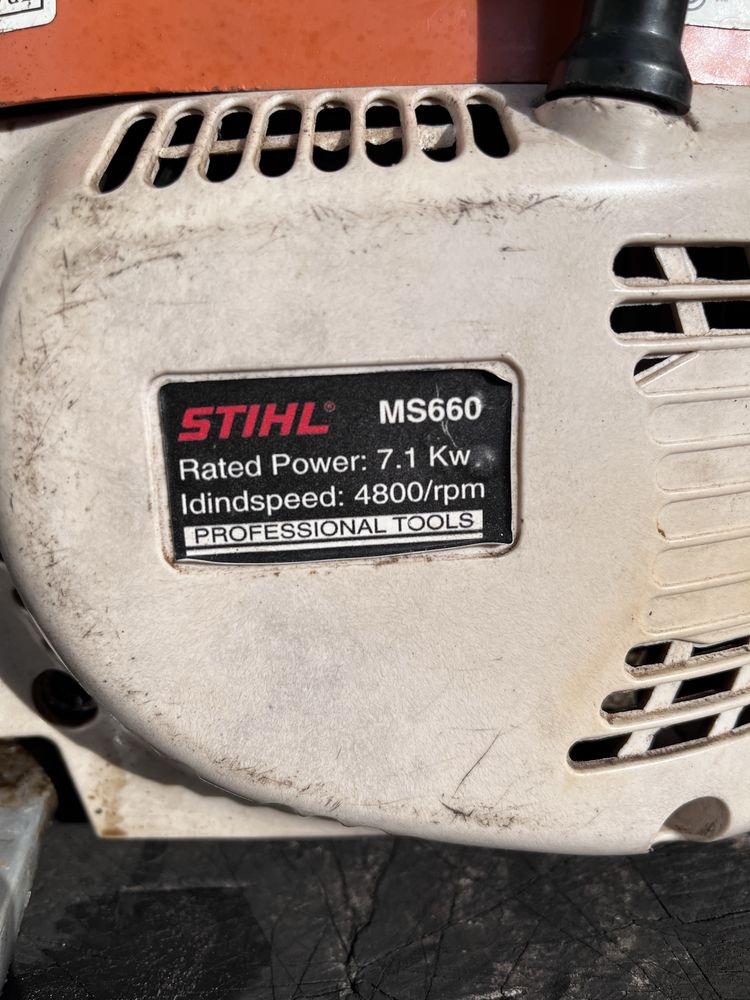 STIHL® MS660
Rated Power: 7.1 Kw
Idindspeed: 4800/rpm
PROFESSIONAL TOOLS